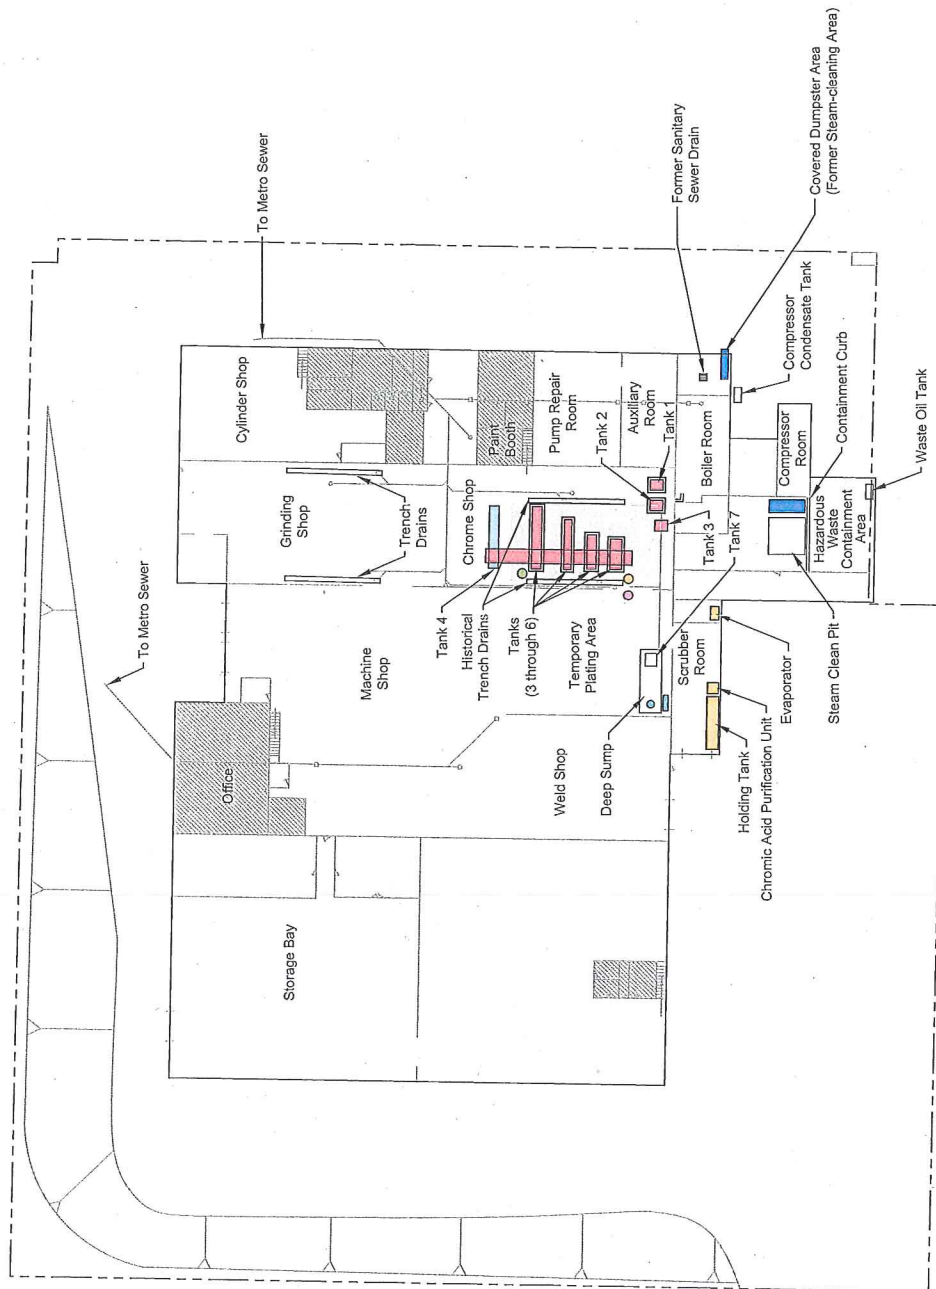 To Metro Sewer
To Metro Sewer
Cylinder Shop
Grinding
Shop
Trench
Drains
Office
Machine
Shop
Storage Bay
Paint
Booth
Pump Repair
Room
Auxiliary
Room
Chrome Shop
Tank 4
Historical
Trench Drains
Tanks
(3 through 6)
Temporary
Plating Area
Weld Shop
Deep Sump
Tank 2
Tank 1
Tank 3
Tank 7
Boiler Room
Former Sanitary
Sewer Drain
Covered Dumpster Area
(Former Steam-cleaning Area)
Compressor
Condensate Tank
Compressor
Room
Containment Curb
Hazardous
Waste
Containment
Area
Waste Oil Tank
Scrubber
Room
Steam Clean Pit
Evaporator
Chromic Acid Purification Unit
Holding Tank